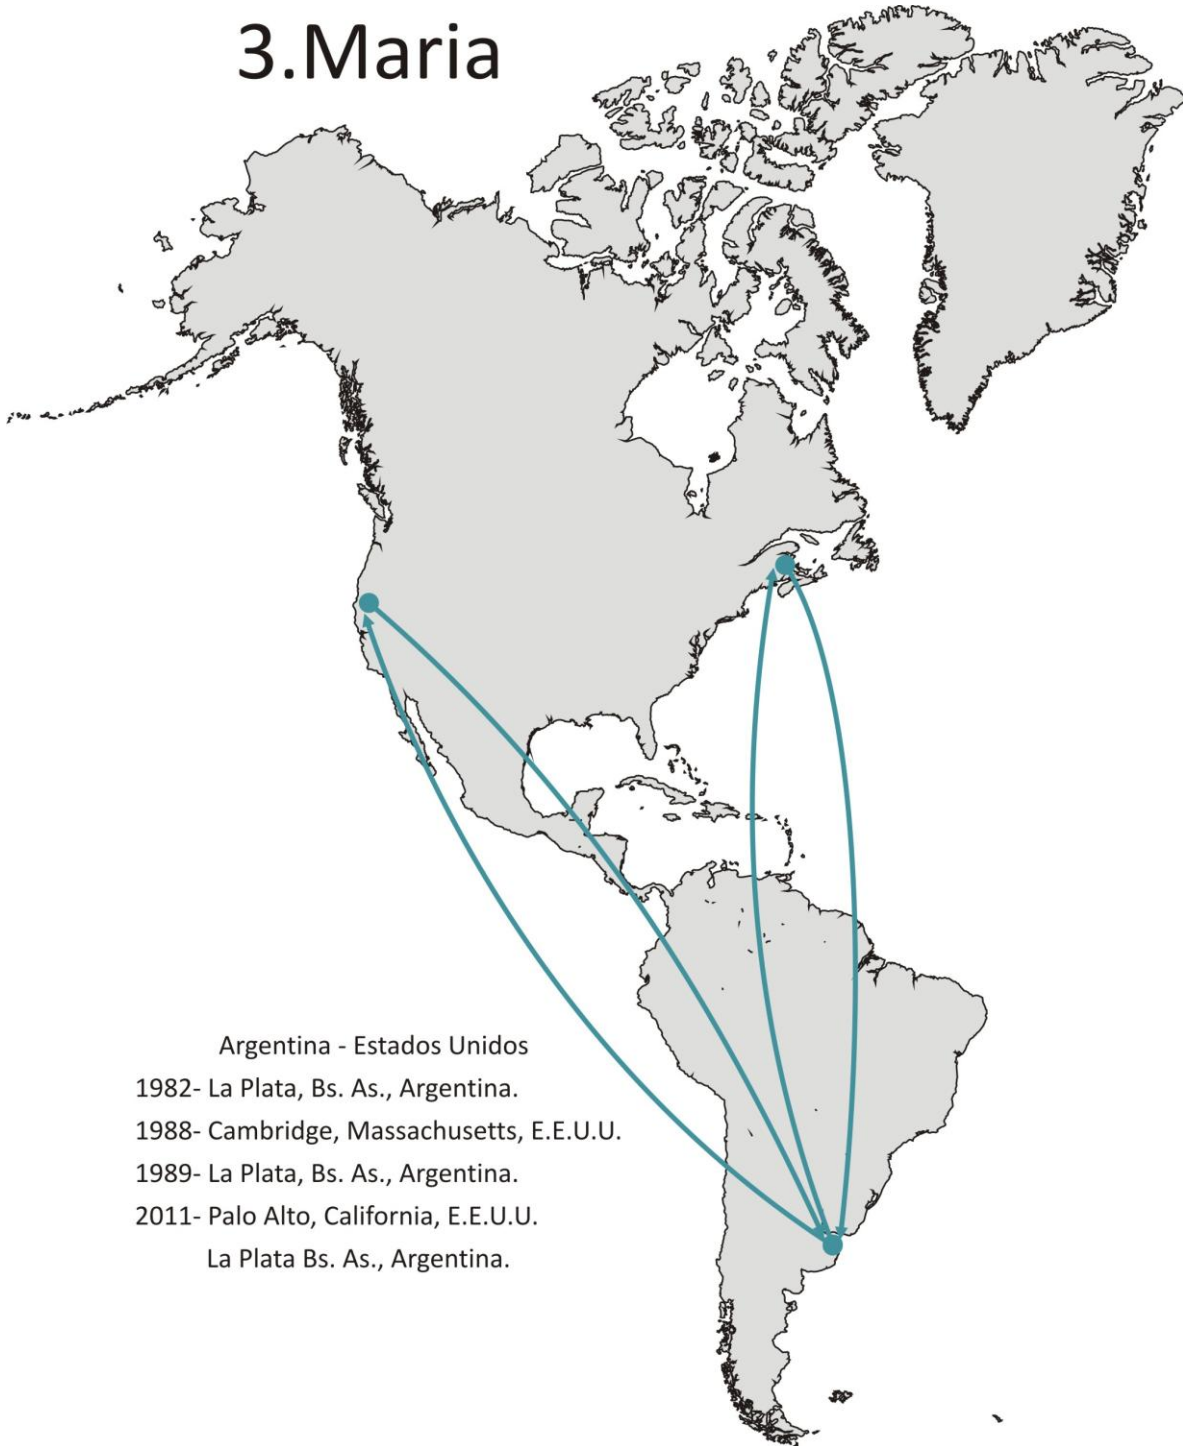 3.Maria
Argentina - Estados Unidos
1982- La Plata, Bs. As., Argentina.
1988- Cambridge, Massachusetts, E.E.U.U.
1989- La Plata, Bs. As., Argentina.
2011- Palo Alto, California, E.E.U.U.
La Plata Bs. As., Argentina.